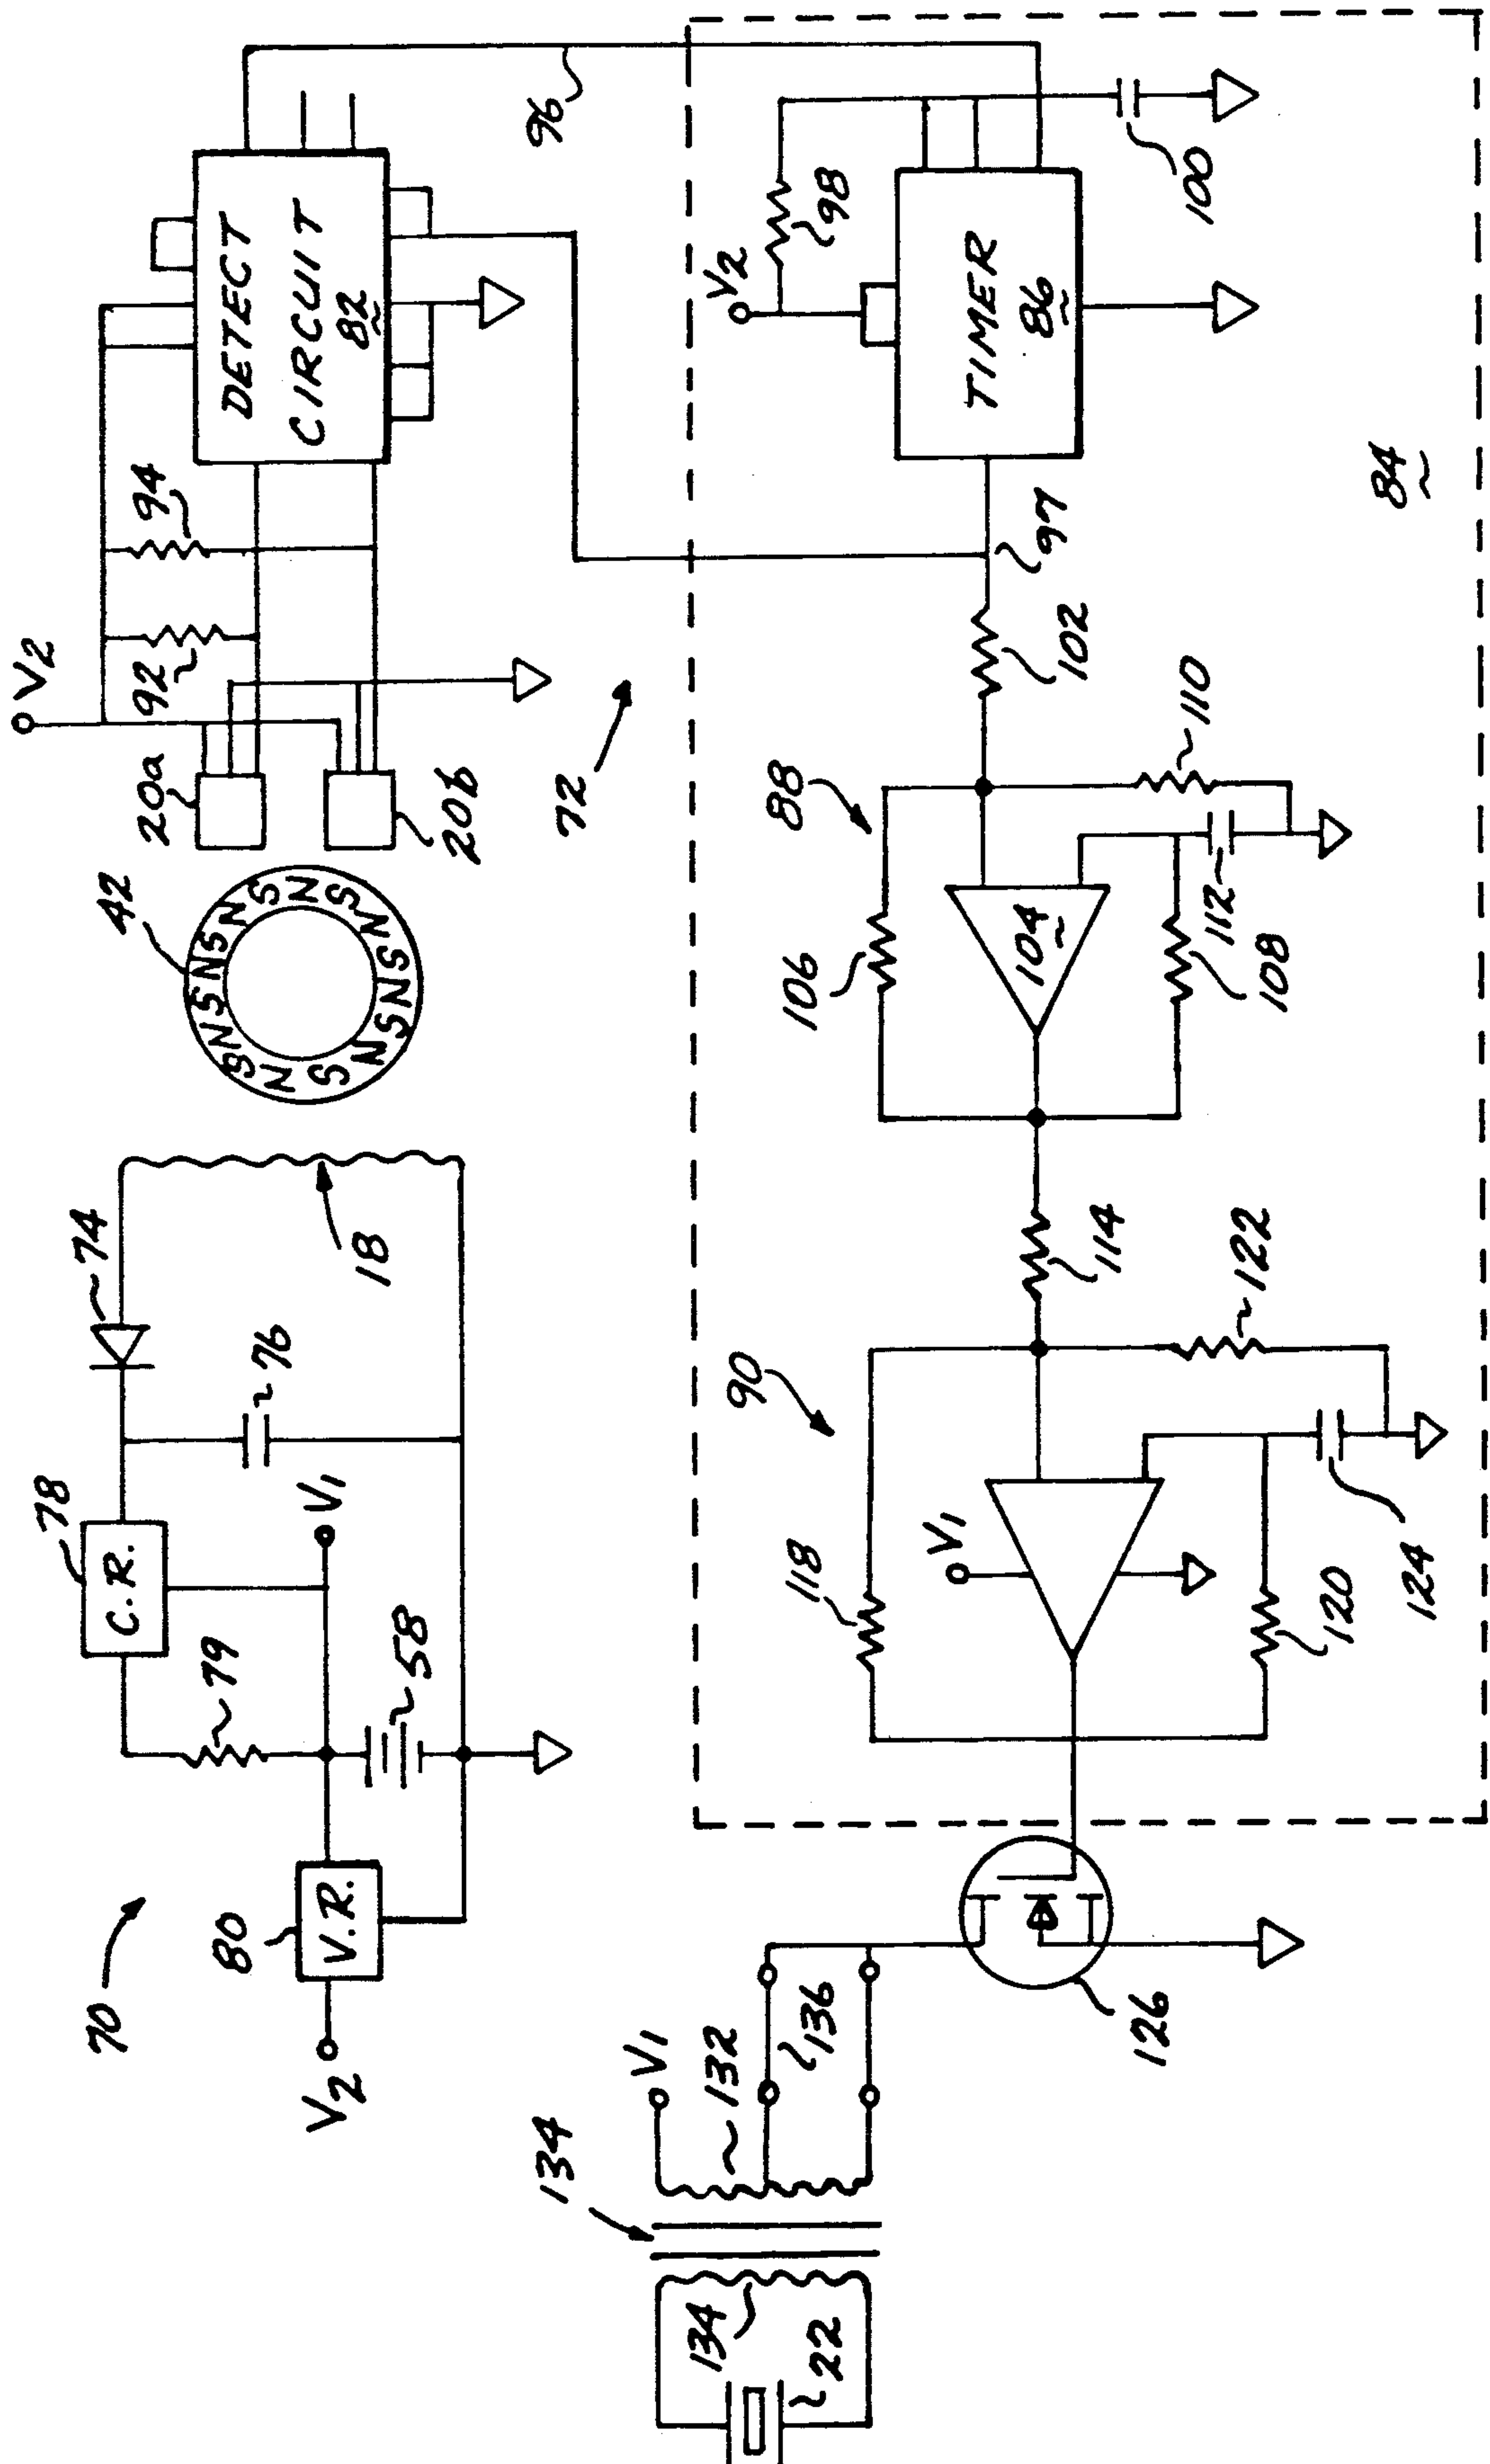 70
V2
80
V.R.
79
78
C.R.
58
V1
76
74
18
42
S N S N S N S N S N S N S N S N
20a
20b
V2
92
94
DETECT
CIRCUIT
82
72
96
134
V1
132
136
134
22
126
90
118
V1
120
124
122
114
88
106
104
108
112
110
102
97
V2
98
TIMER
86
100
84